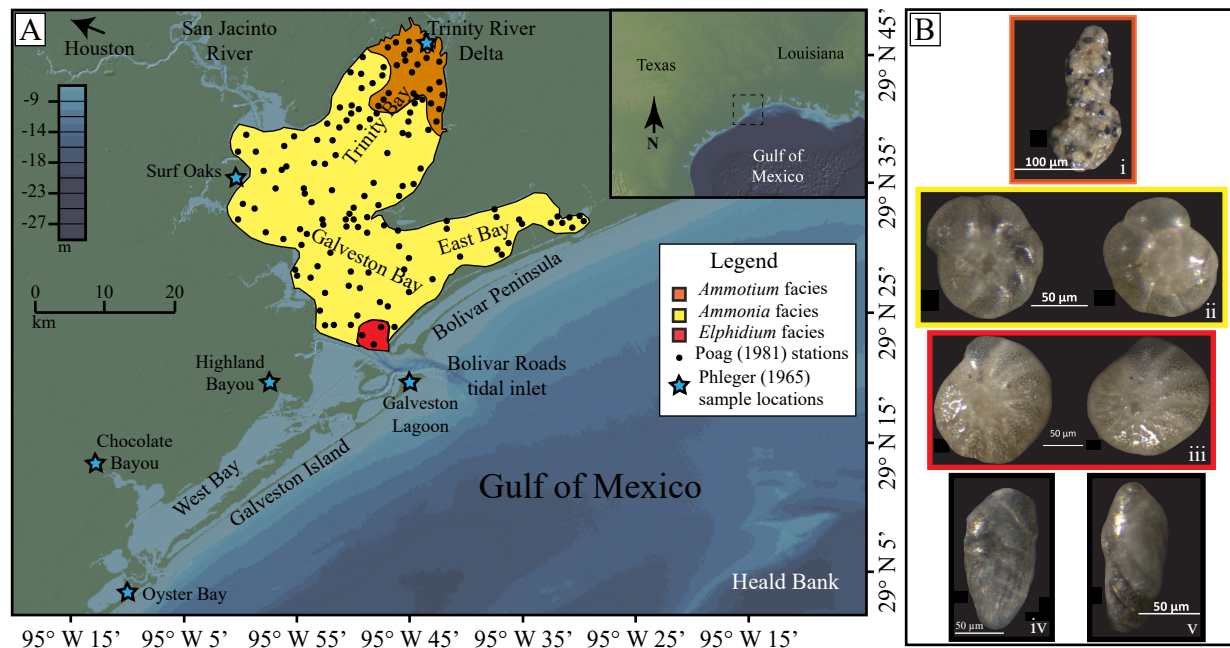 A
Houston
San Jacinto
River
Trinity River
Delta
-9
-14
-18
-23
-27
m
Trinity Bay
Surf Oaks
Galveston Bay
East Bay
Bolivar Peninsula
0 10 20
km
Highland
Bayou
Bolivar Roads
tidal inlet
Galveston
Lagoon
Chocolate
Bayou
West Bay
Galveston Island
Gulf of Mexico
Oyster Bay
Heald Bank
Texas
Louisiana
N
Gulf of
Mexico
Legend
Ammotium facies
Ammonia facies
Elphidium facies
Poag (1981) stations
Phleger (1965)
sample locations
29° N 45’
29° N 35’
29° N 25’
29° N 15’
29° N 5’
95° W 15’ 95° W 5’ 95° W 55’ 95° W 45’ 95° W 35’ 95° W 25’ 95° W 15’
B
100 µm
i
50 µm
ii
50 µm
iii
50 µm
iv
50 µm
v